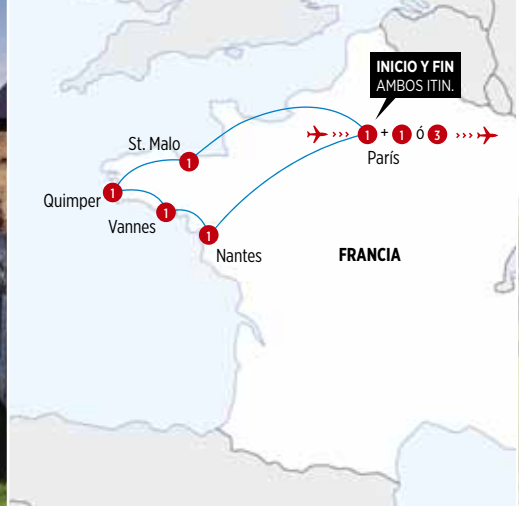 INICIO Y FIN
AMBOS ITIN.
1 + 1 ó 3
París
St. Malo
1
Quimper
1
Vannes
1
1
Nantes
FRANCIA